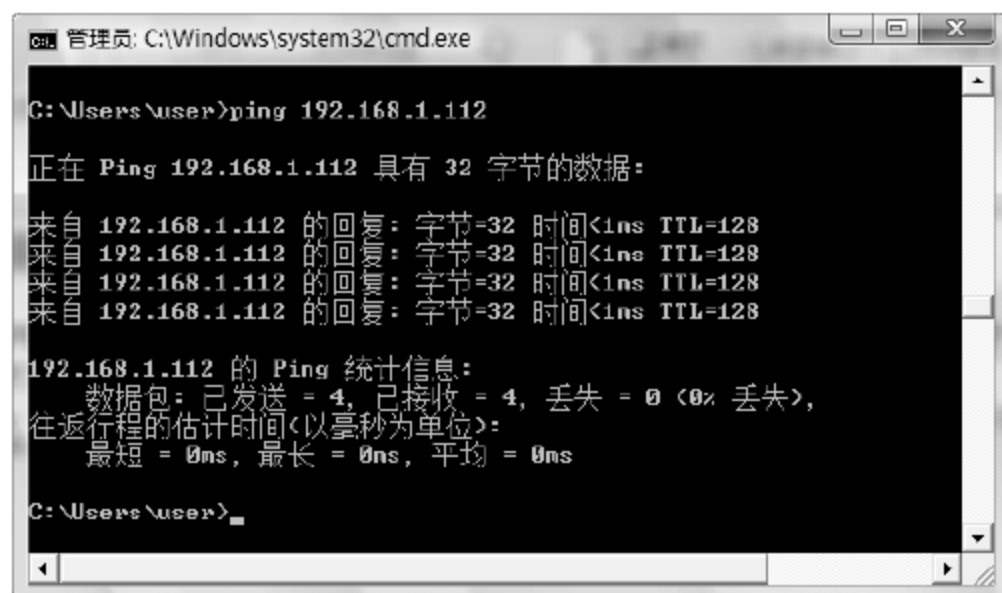 管理员: C:\Windows\system32\cmd.exe
C:\Users\user>ping 192.168.1.112
正在 Ping 192.168.1.112 具有 32 字节的数据:
来自 192.168.1.112 的回复: 字节=32 时间<1ms TTL=128
来自 192.168.1.112 的回复: 字节=32 时间<1ms TTL=128
来自 192.168.1.112 的回复: 字节=32 时间<1ms TTL=128
来自 192.168.1.112 的回复: 字节=32 时间<1ms TTL=128
192.168.1.112 的 Ping 统计信息:
数据包: 已发送 = 4, 已接收 = 4, 丢失 = 0 (0% 丢失),
往返行程的估计时间(以毫秒为单位):
最短 = 0ms, 最长 = 0ms, 平均 = 0ms
C:\Users\user>_